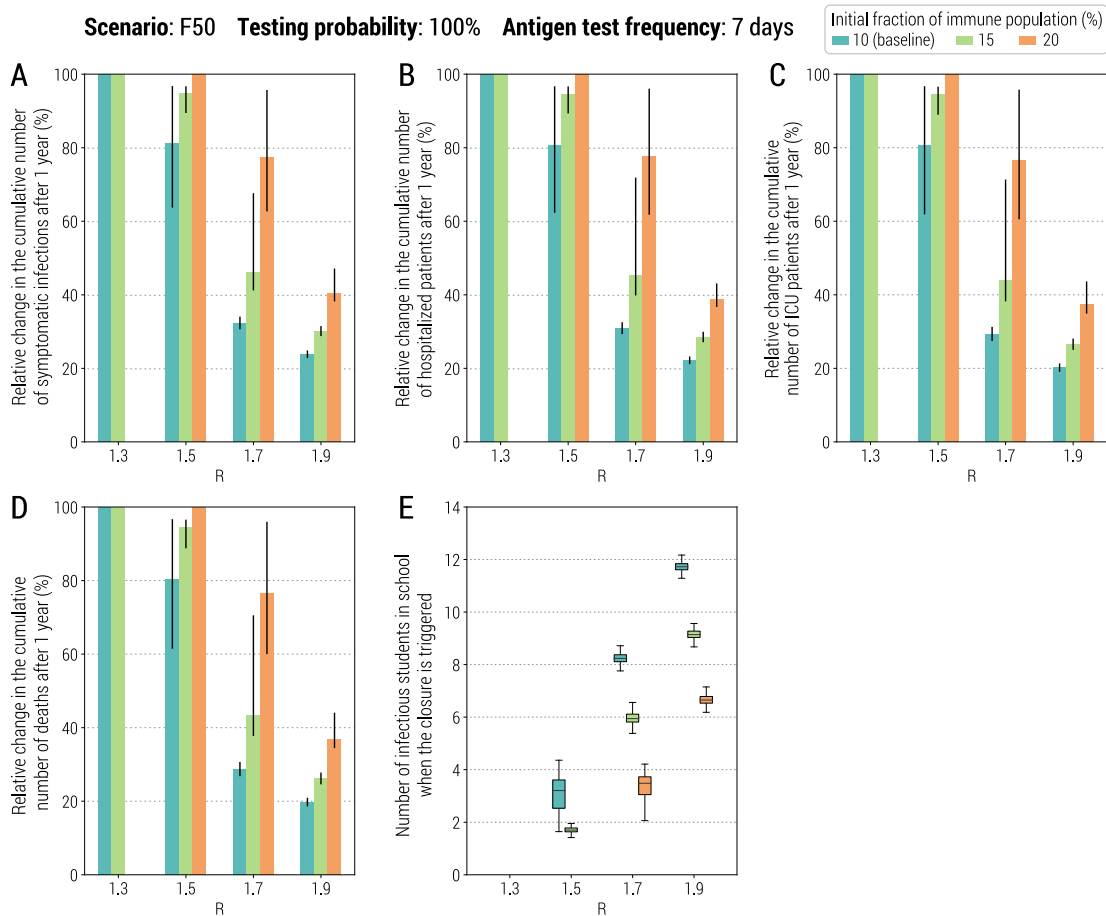 Scenario: F50 Testing probability: 100% Antigen test frequency: 7 days
Initial fraction of immune population (%)
10 (baseline) 15 20
A
Relative change in the cumulative number
of symptomatic infections after 1 year (%)
100
80
60
40
20
0
1.3 1.5 1.7 1.9
R
B
Relative change in the cumulative number
of hospitalized patients after 1 year (%)
100
80
60
40
20
0
1.3 1.5 1.7 1.9
R
C
Relative change in the cumulative
number of ICU patients after 1 year (%)
100
80
60
40
20
0
1.3 1.5 1.7 1.9
R
D
Relative change in the cumulative
number of deaths after 1 year (%)
100
80
60
40
20
0
1.3 1.5 1.7 1.9
R
E
Number of infectious students in school
when the closure is triggered
14
12
10
8
6
4
2
0
1.3 1.5 1.7 1.9
R